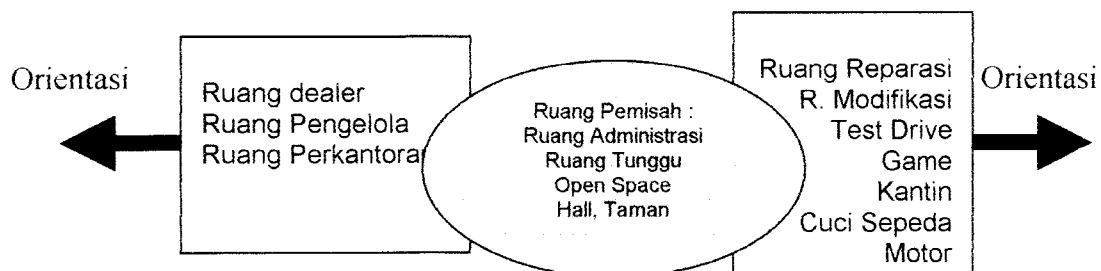 Orientasi
Ruang dealer
Ruang Pengelola
Ruang Perkantoran
Ruang Pemisah :
Ruang Administrasi
Ruang Tunggu
Open Space
Hall, Taman
Ruang Reparasi
R. Modifikasi
Test Drive
Game
Kantin
Cuci Sepeda
Motor
Orientasi